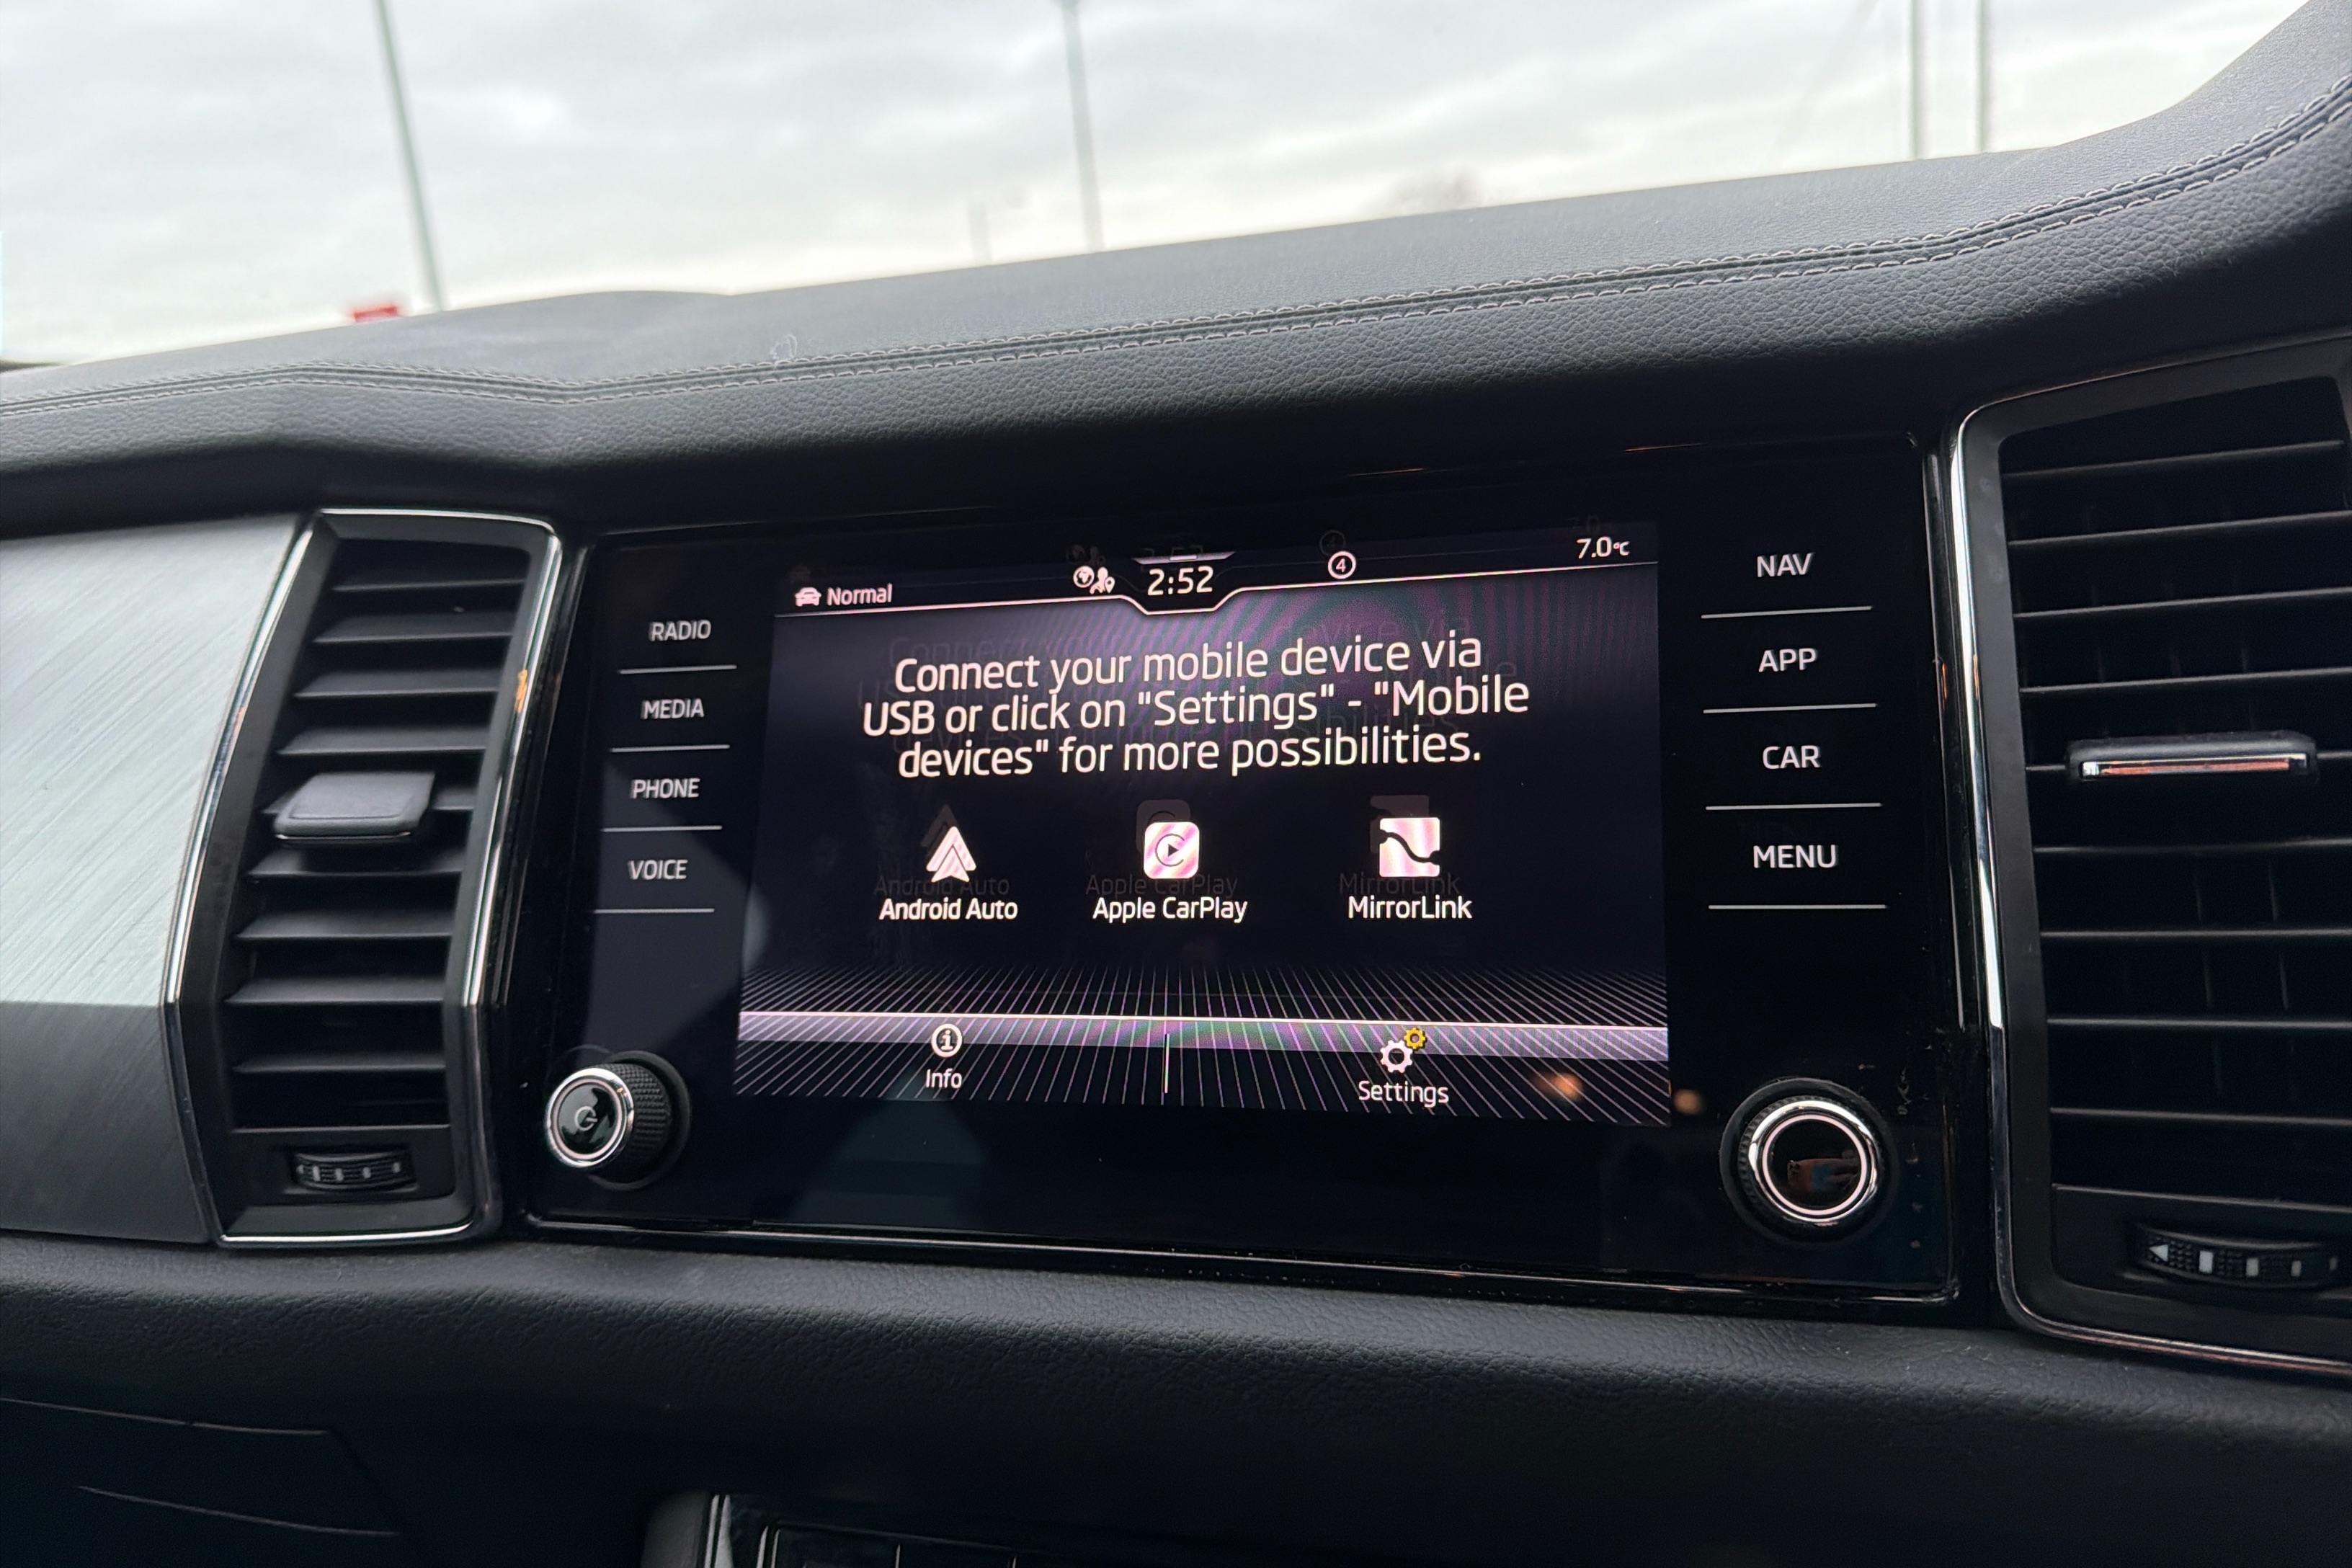 Normal
2:52
4
7.0°C
RADIO
MEDIA
PHONE
VOICE
Connect your mobile device via
USB or click on "Settings" - "Mobile
devices" for more possibilities.
Android Auto
Apple CarPlay
MirrorLink
Info
Settings
NAV
APP
CAR
MENU